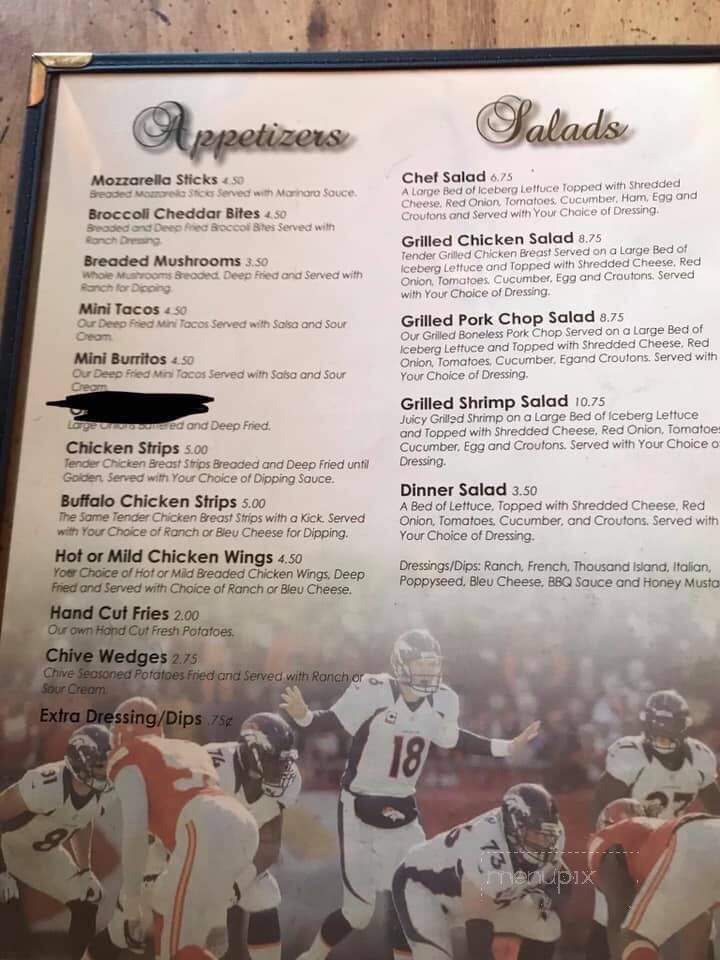 Appetizers
Mozzarella Sticks 4.50
Breaded Mozzarella Sticks Served with Marinara Sauce.
Broccoli Cheddar Bites 4.50
Breaded and Deep Fried Broccoli Bites Served with
Ranch Dressing.
Breaded Mushrooms 3.50
Whole Mushrooms Breaded, Deep Fried and Served with
Ranch for Dipping.
Mini Tacos 4.50
Our Deep Fried Mini Tacos Served with Salsa and Sour
Cream.
Mini Burritos 4.50
Our Deep Fried Mini Tacos Served with Salsa and Sour
Cream
Large Onions Battered and Deep Fried.
Chicken Strips 5.00
Tender Chicken Breast Strips Breaded and Deep Fried until
Golden, Served with Your Choice of Dipping Sauce.
Buffalo Chicken Strips 5.00
The Same Tender Chicken Breast Strips with a Kick. Served
with Your Choice of Ranch or Bleu Cheese for Dipping.
Hot or Mild Chicken Wings 4.50
Your Choice of Hot or Mild Breaded Chicken Wings, Deep
Fried and Served with Choice of Ranch or Bleu Cheese.
Hand Cut Fries 2.00
Our own Hand Cut Fresh Potatoes.
Chive Wedges 2.75
Chive Seasoned Potatoes Fried and Served with Ranch or
Sour Cream.
Extra Dressing/Dips .75¢
Salads
Chef Salad 6.75
A Large Bed of Iceberg Lettuce Topped with Shredded
Cheese, Red Onion, Tomatoes, Cucumber, Ham, Egg and
Croutons and Served with Your Choice of Dressing.
Grilled Chicken Salad 8.75
Tender Grilled Chicken Breast Served on a Large Bed of
Iceberg Lettuce and Topped with Shredded Cheese, Red
Onion, Tomatoes, Cucumber, Egg and Croutons. Served
with Your Choice of Dressing.
Grilled Pork Chop Salad 8.75
Our Grilled Boneless Pork Chop Served on a Large Bed of
Iceberg Lettuce and Topped with Shredded Cheese, Red
Onion, Tomatoes, Cucumber, Egand Croutons. Served with
Your Choice of Dressing.
Grilled Shrimp Salad 10.75
Juicy Grilled Shrimp on a Large Bed of Iceberg Lettuce
and Topped with Shredded Cheese, Red Onion, Tomatoes
Cucumber, Egg and Croutons. Served with Your Choice o
Dressing.
Dinner Salad 3.50
A Bed of Lettuce, Topped with Shredded Cheese, Red
Onion, Tomatoes, Cucumber, and Croutons. Served with
Your Choice of Dressing.
Dressings/Dips: Ranch, French, Thousand Island, Italian,
Poppyseed, Bleu Cheese, BBQ Sauce and Honey Musta
18
81
31
76
73
27
menupix